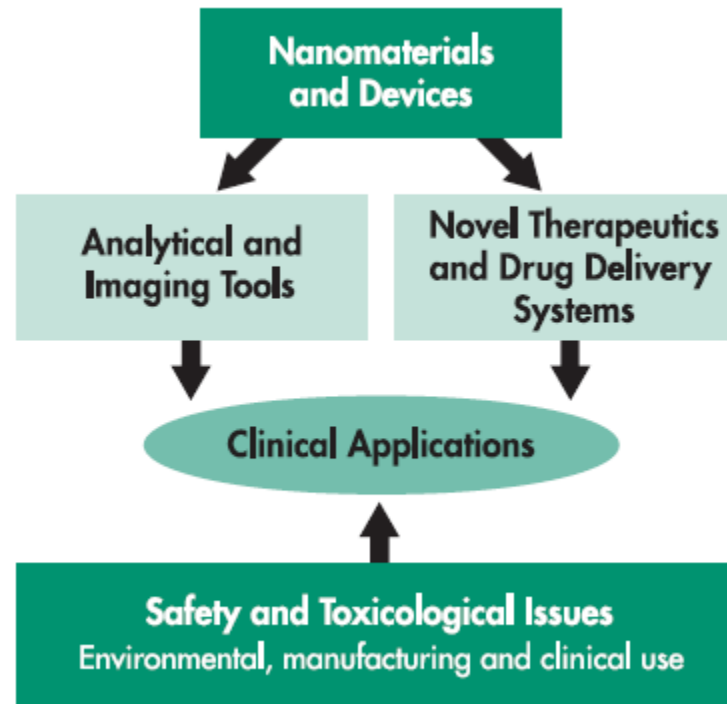 Nanomaterials
and Devices
Analytical and
Imaging Tools
Novel Therapeutics
and Drug Delivery
Systems
Clinical Applications
Safety and Toxicological Issues
Environmental, manufacturing and clinical use